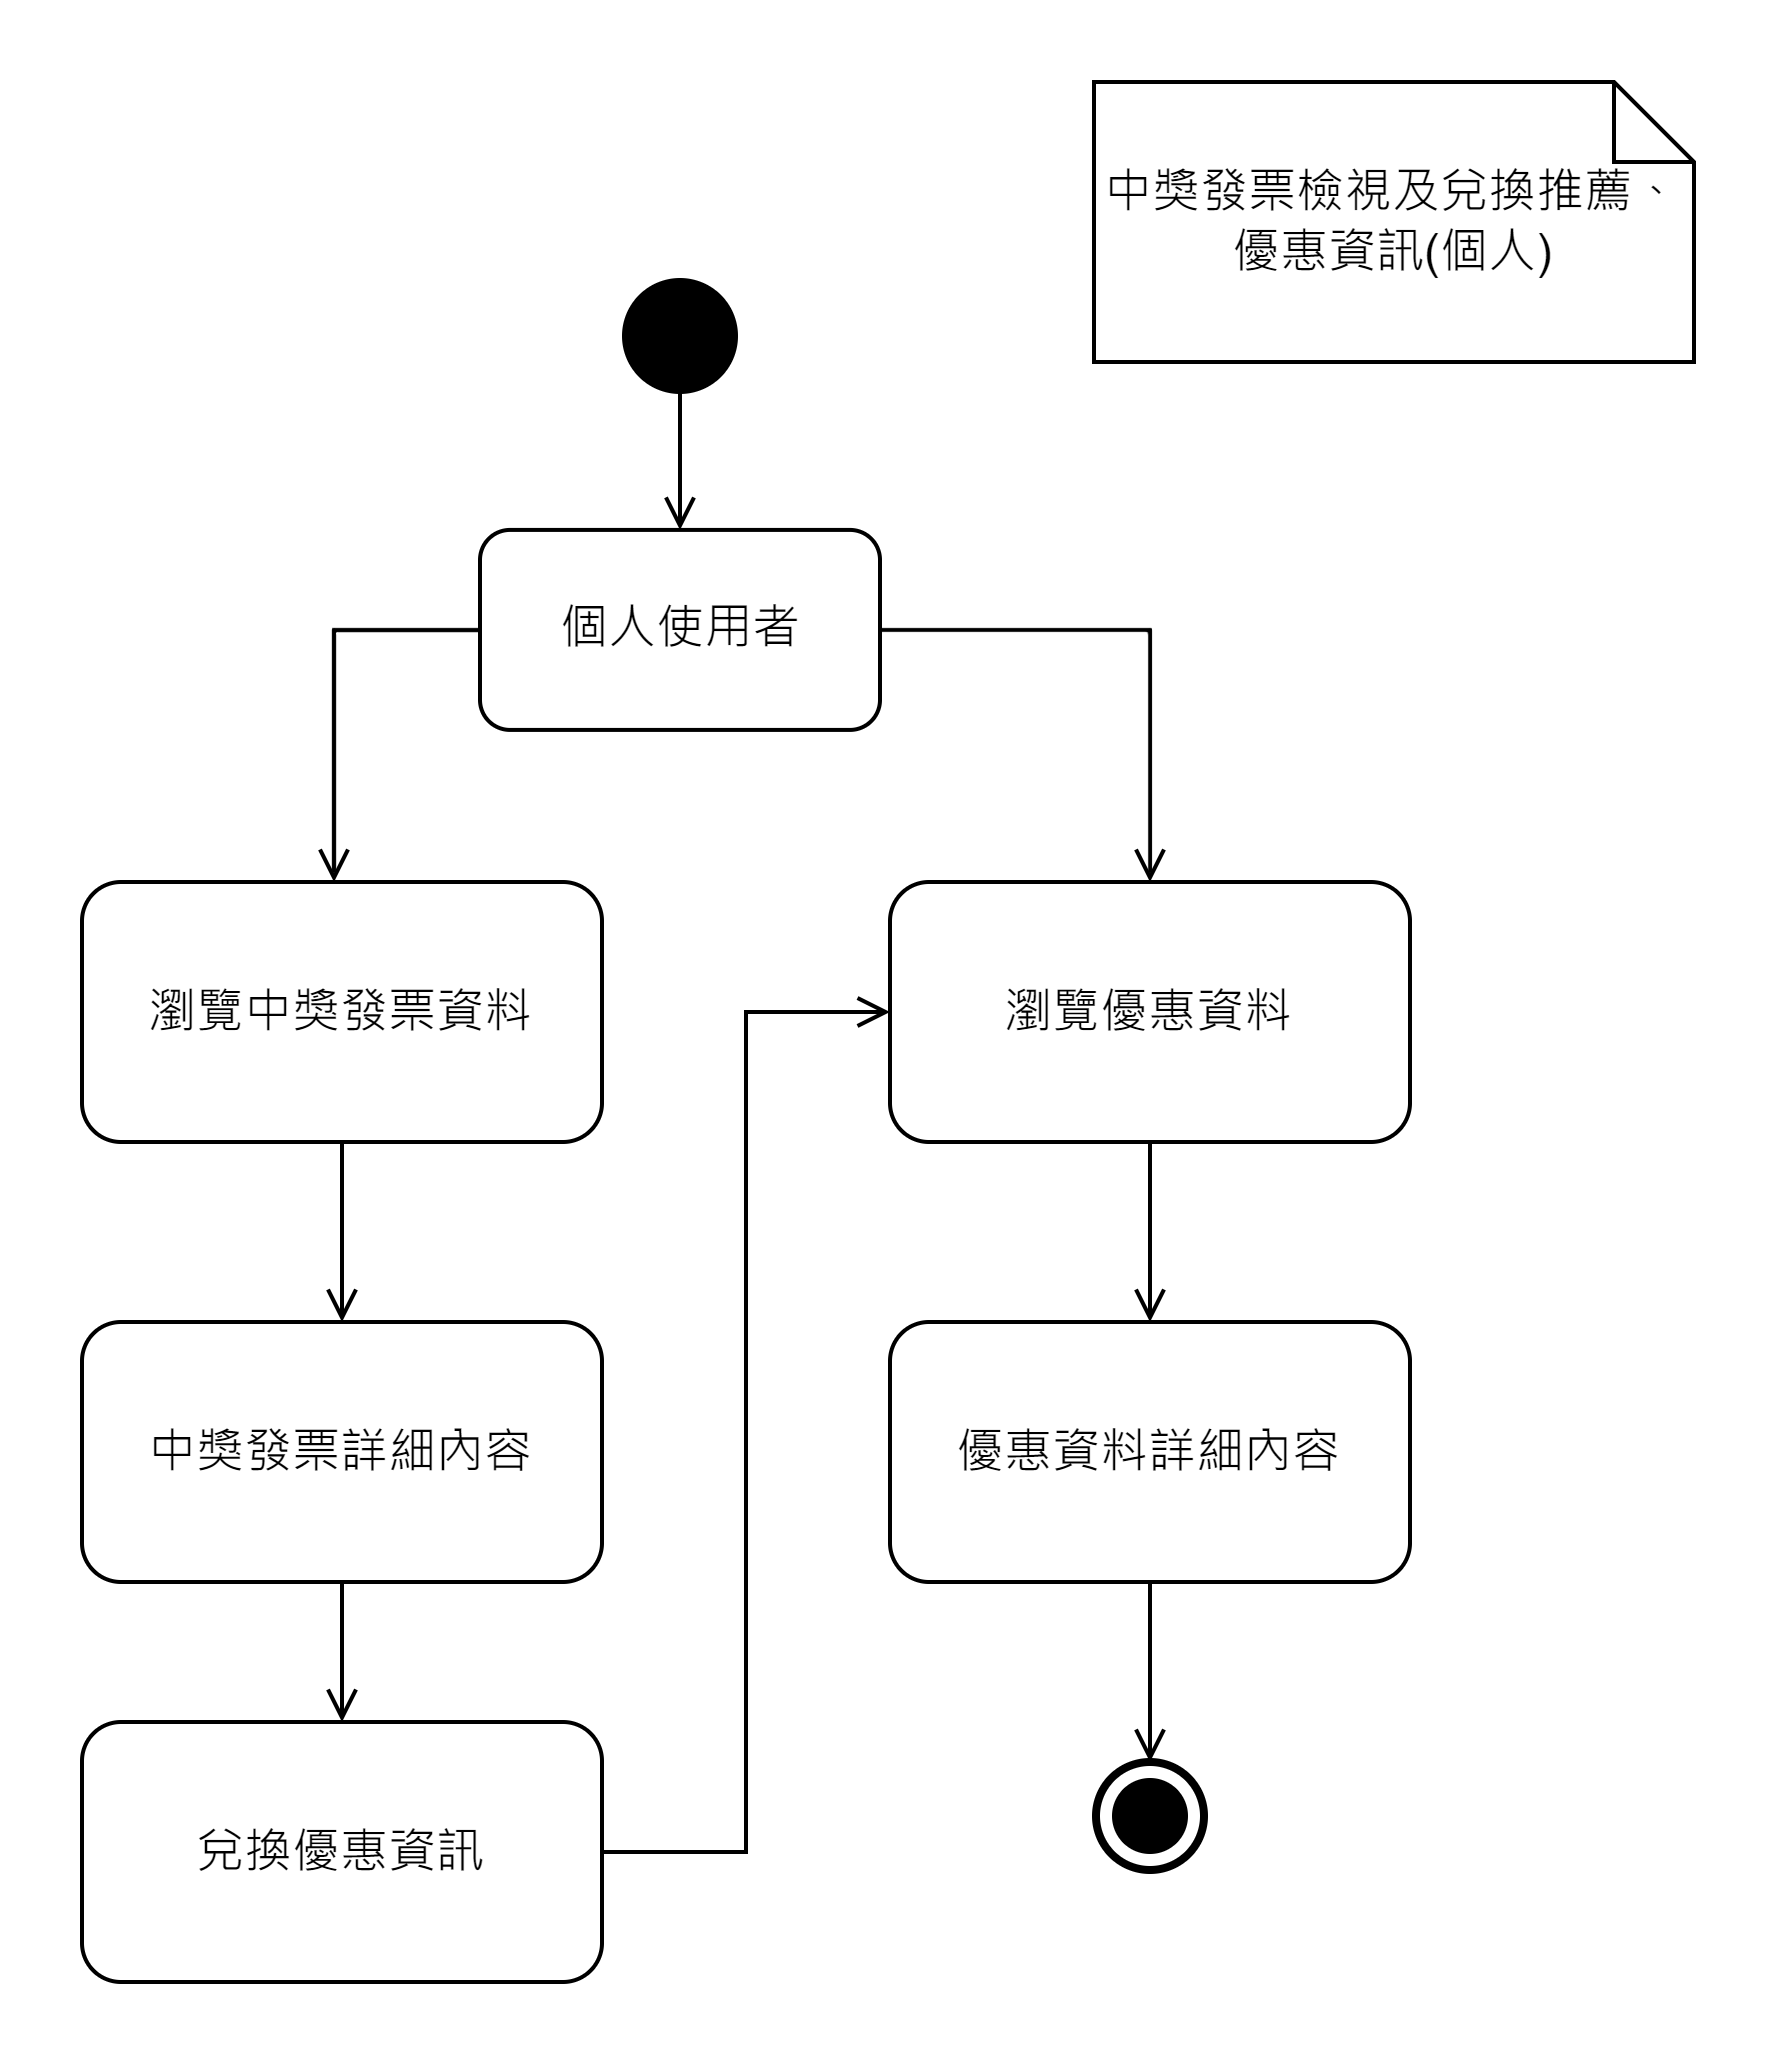 中獎發票檢視及兌換推薦、
優惠資訊(個人)
個人使用者
瀏覽中獎發票資料
瀏覽優惠資料
中獎發票詳細內容
優惠資料詳細內容
兌換優惠資訊